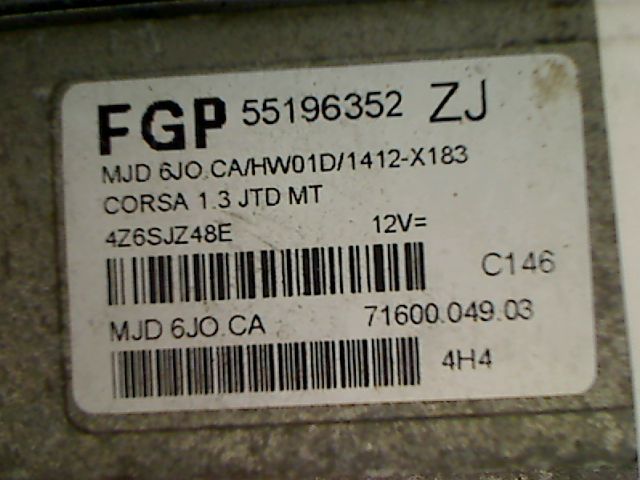 FGP 55196352 ZJ
MJD 6JO.CA/HW01D/1412-X183
CORSA 1.3 JTD MT
4Z6SJZ48E 12V=
C146
MJD 6JO.CA 71600.049.03
4H4